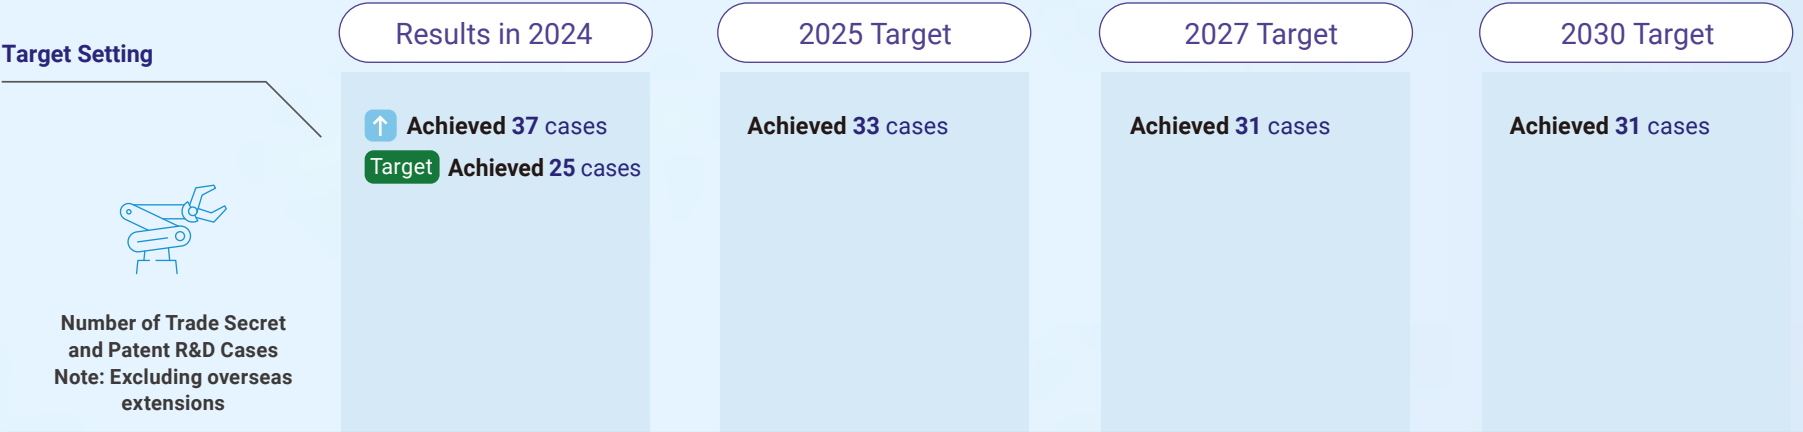 Target Setting
Results in 2024
2025 Target
2027 Target
2030 Target
↑ Achieved 37 cases
Target Achieved 25 cases
Achieved 33 cases
Achieved 31 cases
Achieved 31 cases
Number of Trade Secret
and Patent R&D Cases
Note: Excluding overseas
extensions